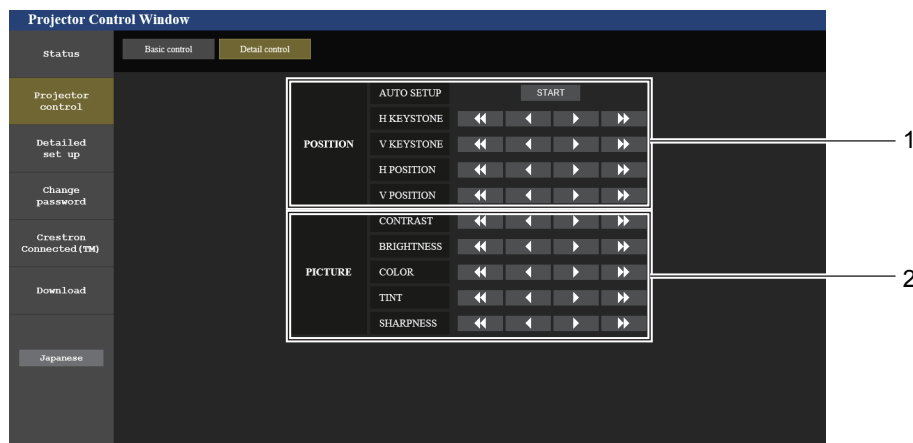 Projector Control Window
Status
Basic control
Detail control
Projector
control
Detailed
set up
Change
password
Crestron
Connected(TM)
Download
Japanese
POSITION
AUTO SETUP
START
H KEYSTONE
V KEYSTONE
H POSITION
V POSITION
1
PICTURE
CONTRAST
BRIGHTNESS
COLOR
TINT
SHARPNESS
2